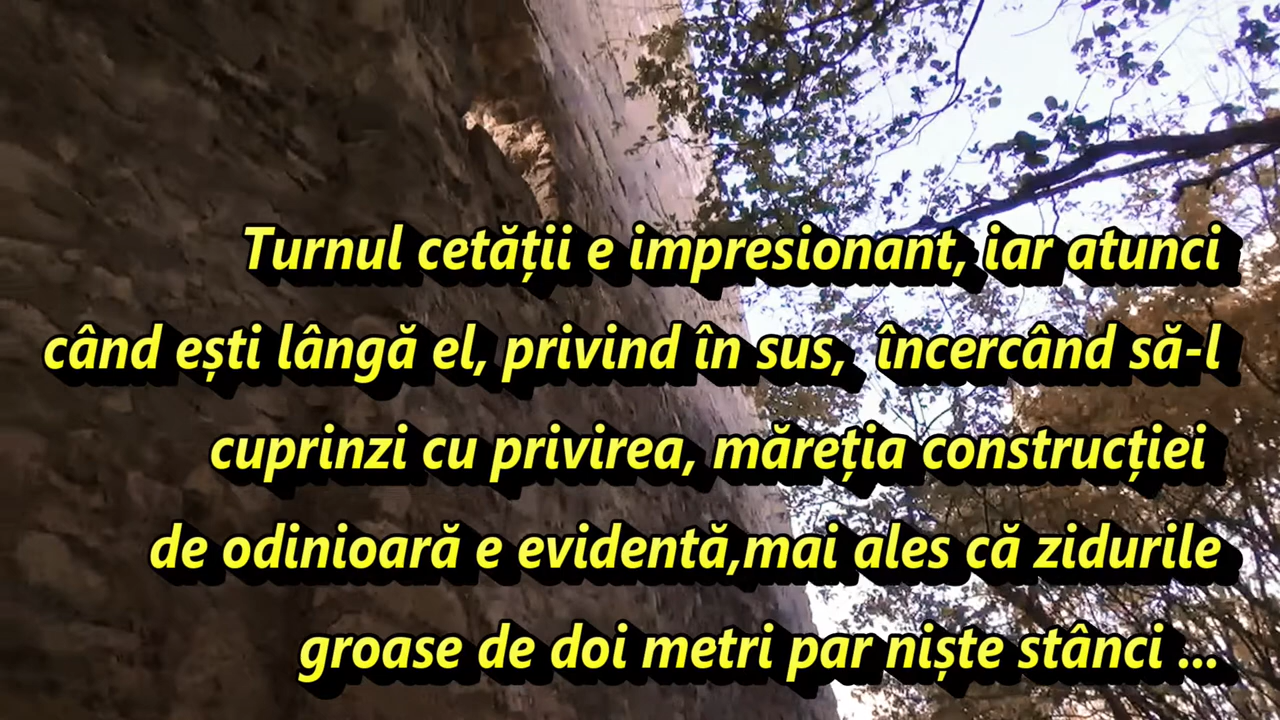 Turnul cetății e impresionant, iar atunci
când ești lângă el, privind în sus,  încercând să-l
cuprinzi cu privirea, măreția construcției
de odinioară e evidentă,mai ales că zidurile
groase de doi metri par niște stânci ...